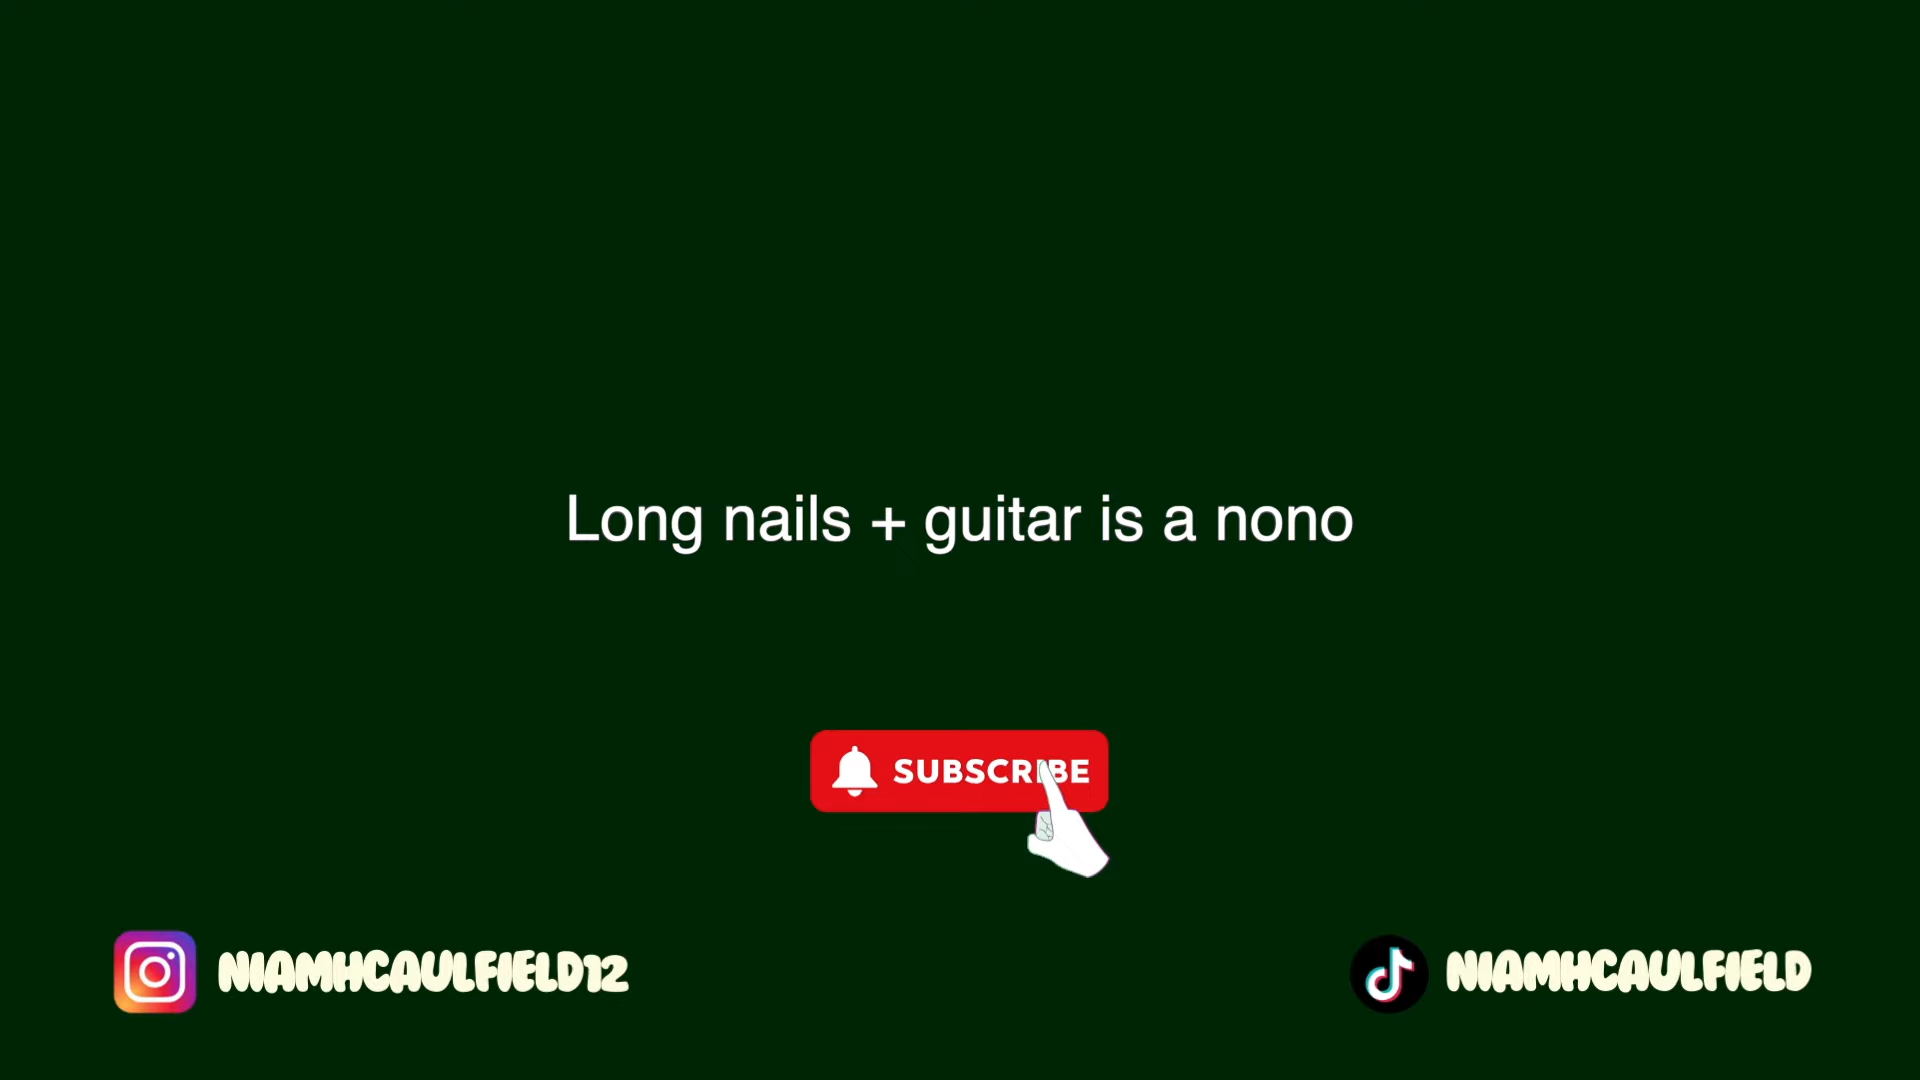 Long nails + guitar is a nono
SUBSCRIBE
NIAMHCAULFIELD12
NIAMHCAULFIELD